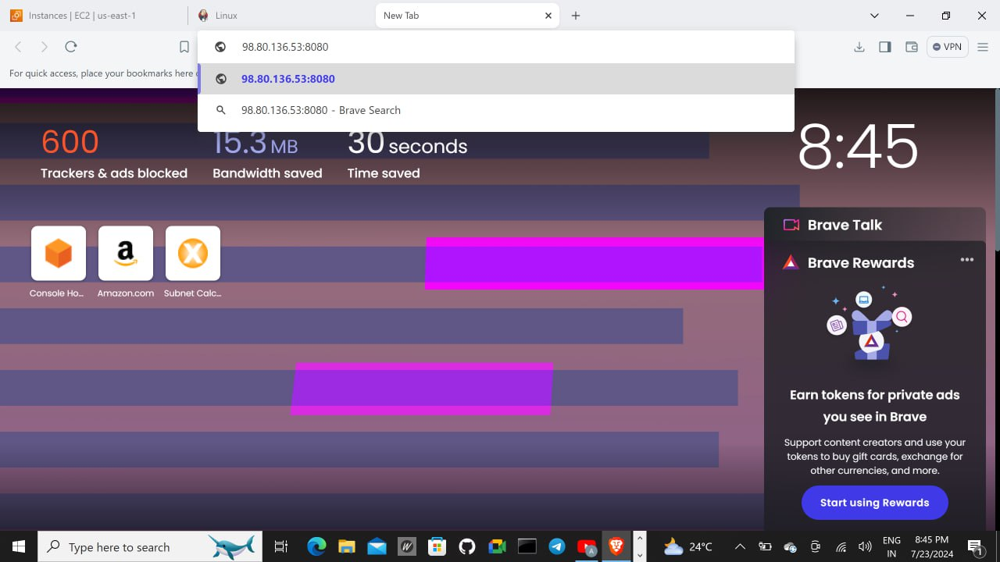 Instances | EC2 | us-east-1
Linux
New Tab
98.80.136.53:8080
VPN
For quick access, place your bookmarks here
98.80.136.53:8080
98.80.136.53:8080 - Brave Search
600
Trackers & ads blocked
15.3 MB
Bandwidth saved
30 seconds
Time saved
8:45
Console Ho...
Amazon.com
Subnet Calc...
Brave Talk
Brave Rewards
Earn tokens for private ads
you see in Brave
Support content creators and use your
tokens to buy gift cards, exchange for
other currencies, and more.
Start using Rewards
Type here to search
24°C
ENG
IN
8:45 PM
7/23/2024
1